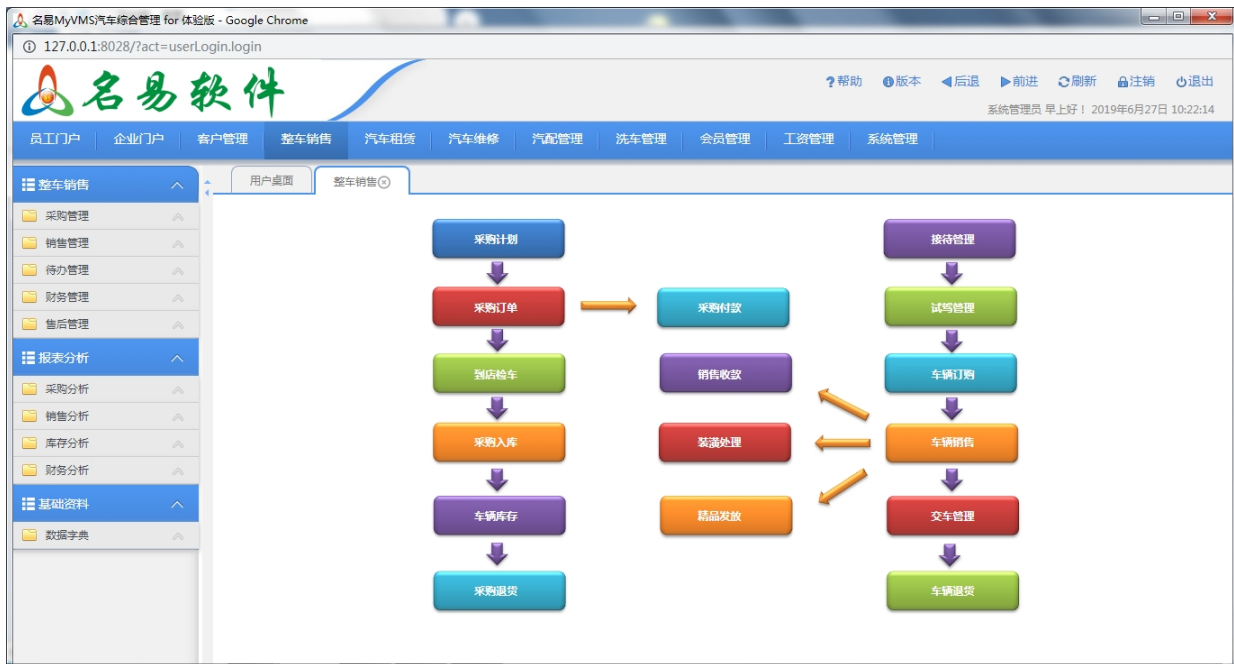 名易MyVMS汽车综合管理 for 体验版 - Google Chrome
127.0.0.1:8028/?act=userLogin.login
名易软件
帮助 版本 后退 前进 刷新 注销 退出
系统管理员 早上好！ 2019年6月27日 10:22:14
员工门户 企业门户 客户管理 整车销售 汽车租赁 汽车维修 汽配管理 洗车管理 会员管理 工资管理 系统管理
整车销售
采购管理
销售管理
待办管理
财务管理
售后管理
报表分析
采购分析
销售分析
库存分析
财务分析
基础资料
数据字典
用户桌面 整车销售
采购计划 接待管理
采购订单 采购付款 试驾管理
到店检车 销售收款 车辆订购
采购入库 装潢处理 车辆销售
车辆库存 精品发放 交车管理
采购退货 车辆退货